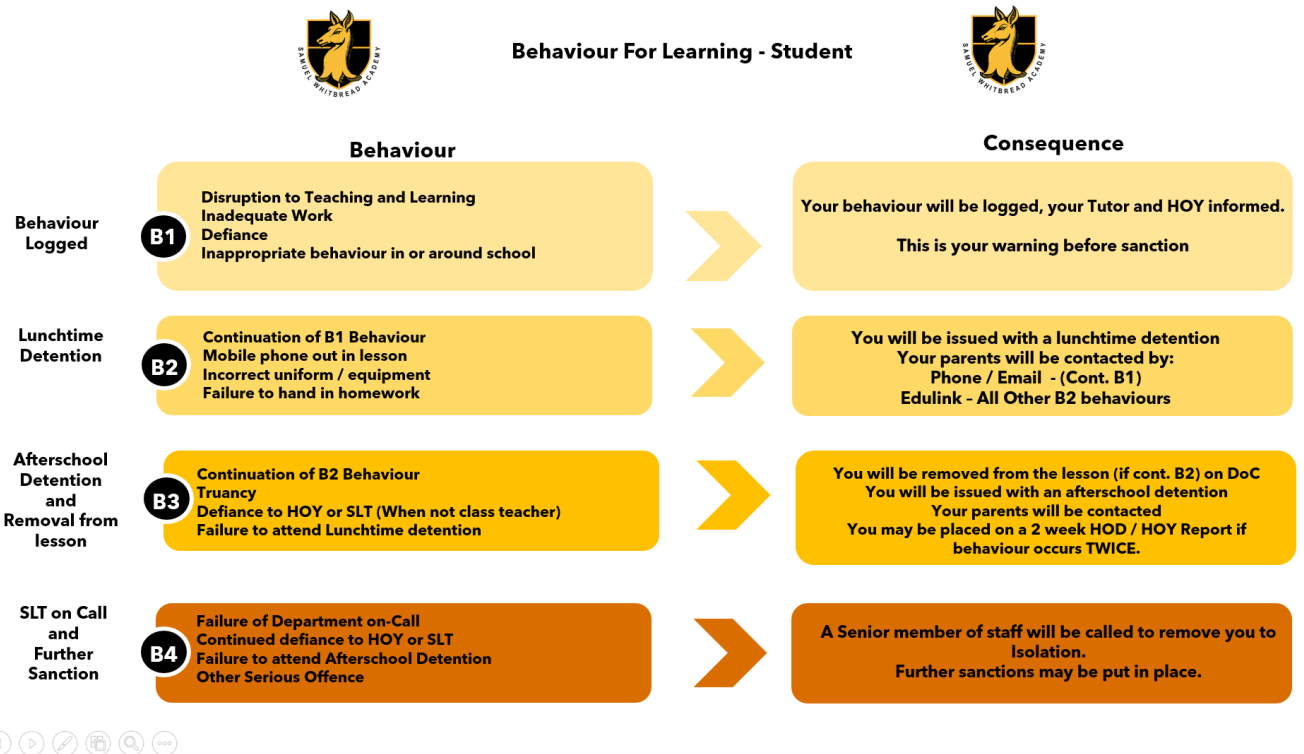 SAMUEL WHITBREAD ACADEMY
Behaviour For Learning - Student
SAMUEL WHITBREAD ACADEMY
Behaviour
Consequence
Behaviour
Logged
B1
Disruption to Teaching and Learning
Inadequate Work
Defiance
Inappropriate behaviour in or around school
Your behaviour will be logged, your Tutor and HOY informed.
This is your warning before sanction
Lunchtime
Detention
B2
Continuation of B1 Behaviour
Mobile phone out in lesson
Incorrect uniform / equipment
Failure to hand in homework
You will be issued with a lunchtime detention
Your parents will be contacted by:
Phone / Email  - (Cont. B1)
Edulink – All Other B2 behaviours
Afterschool
Detention
and
Removal from
lesson
B3
Continuation of B2 Behaviour
Truancy
Defiance to HOY or SLT (When not class teacher)
Failure to attend Lunchtime detention
You will be removed from the lesson (if cont. B2) on DoC
You will be issued with an afterschool detention
Your parents will be contacted
You may be placed on a 2 week HOD / HOY Report if
behaviour occurs TWICE.
SLT on Call
and
Further
Sanction
B4
Failure of Department on-Call
Continued defiance to HOY or SLT
Failure to attend Afterschool Detention
Other Serious Offence
A Senior member of staff will be called to remove you to
Isolation.
Further sanctions may be put in place.